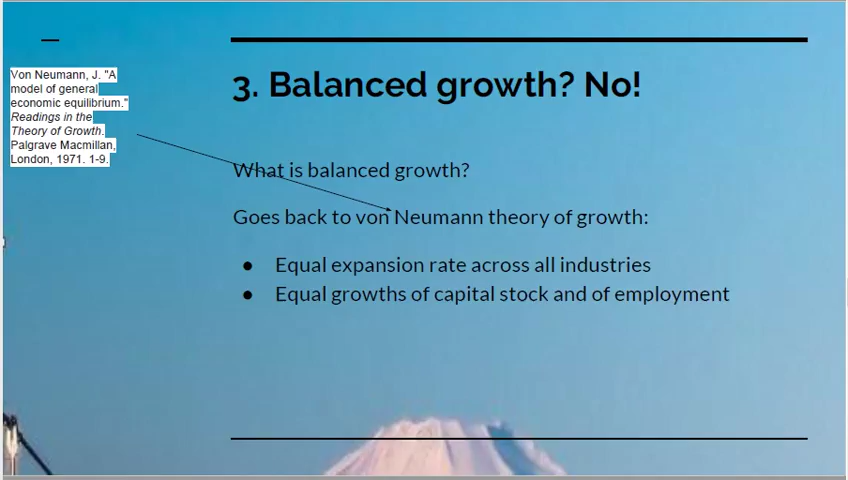 Von Neumann, J. "A
model of general
economic equilibrium."
Readings in the
Theory of Growth.
Palgrave Macmillan,
London, 1971. 1-9.
3. Balanced growth? No!
What is balanced growth?
Goes back to von Neumann theory of growth:
● Equal expansion rate across all industries
● Equal growths of capital stock and of employment